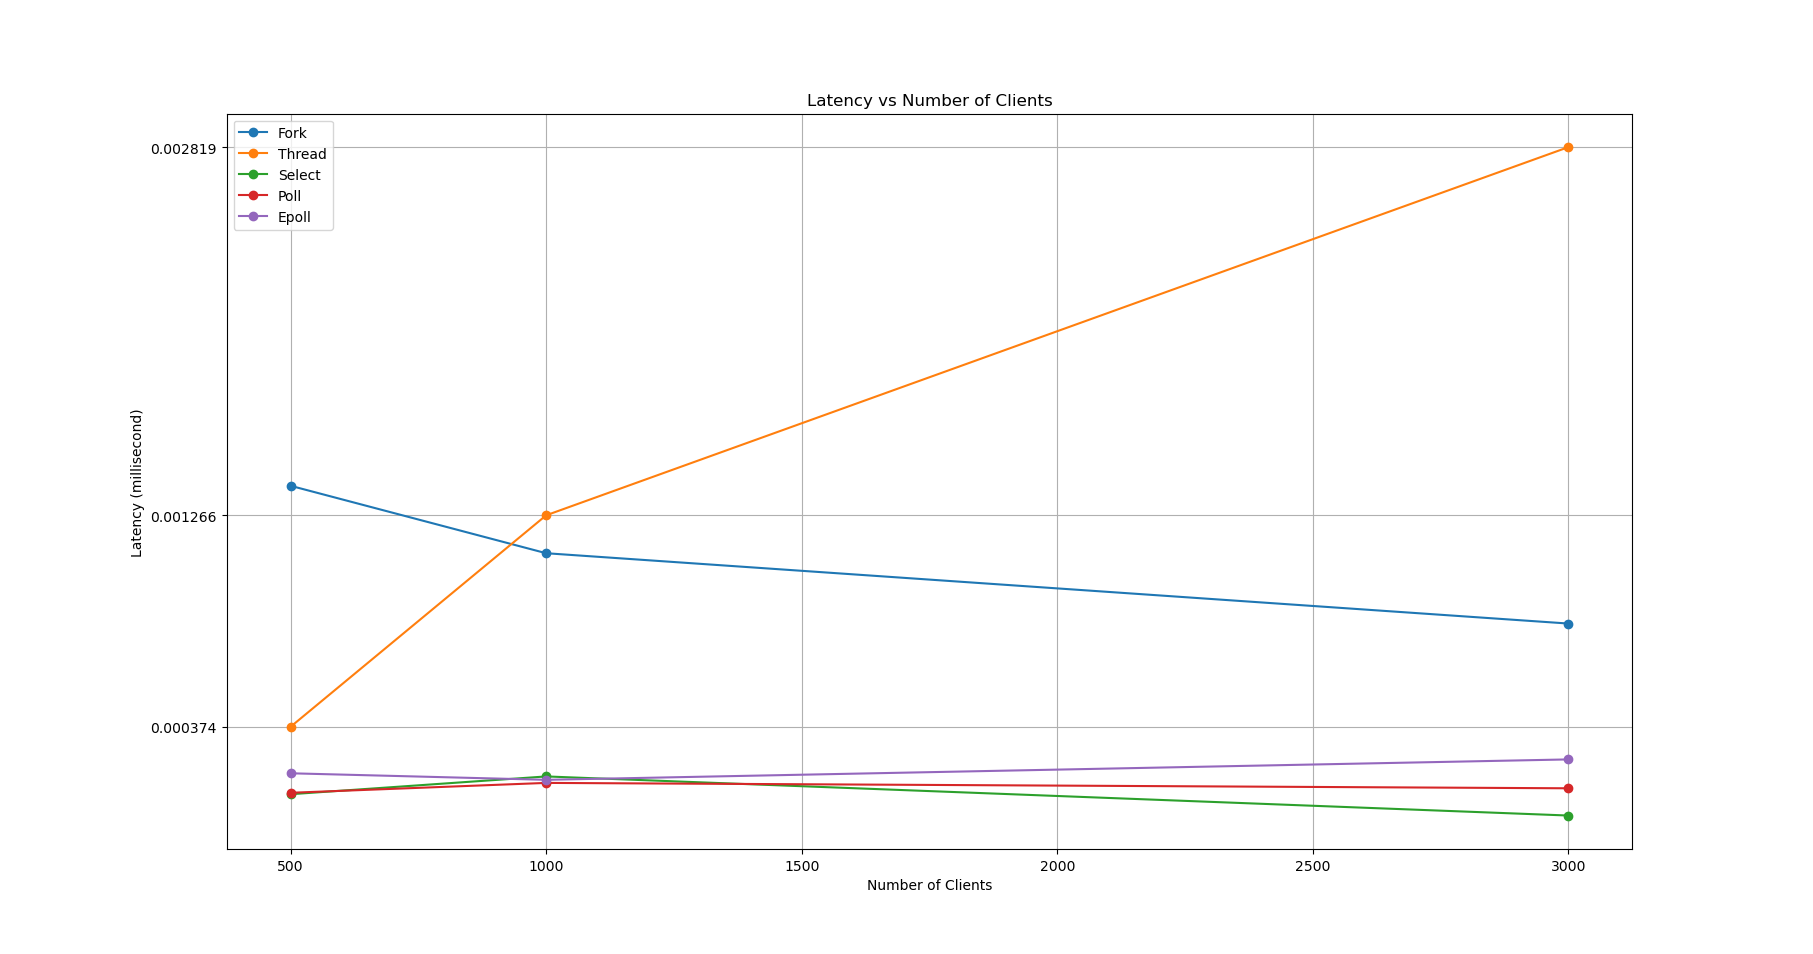 Latency vs Number of Clients
Fork
Thread
Select
Poll
Epoll
0.002819
0.001266
0.000374
Latency (millisecond)
500 1000 1500 2000 2500 3000
Number of Clients